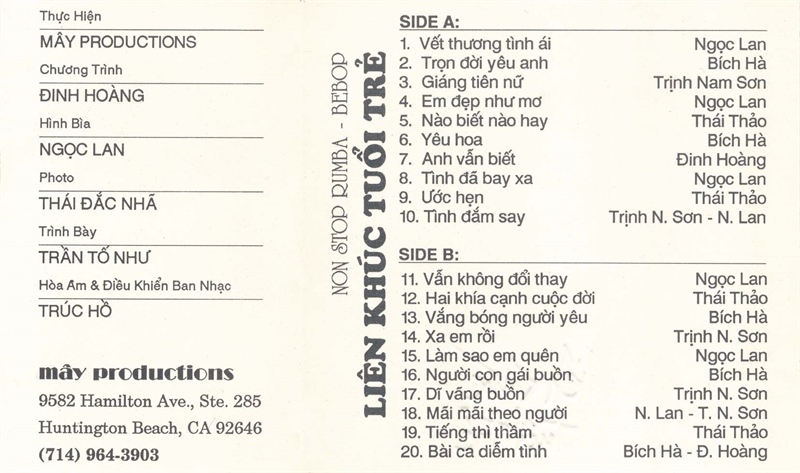 Thực Hiện
MÂY PRODUCTIONS
Chương Trình
ĐINH HOÀNG
Hình Bìa
NGỌC LAN
Photo
THÁI ĐẮC NHÃ
Trình Bày
TRẦN TỐ NHƯ
Hòa Âm & Điều Khiển Ban Nhạc
TRÚC HỒ
mây productions
9582 Hamilton Ave., Ste. 285
Huntington Beach, CA 92646
(714) 964-3903
NON STOP RUMBA - BEBOP
LIÊN KHÚC TUỔI TRẺ
SIDE A:
1. Vết thương tình ái Ngọc Lan
2. Trọn đời yêu anh Bích Hà
3. Giáng tiên nữ Trịnh Nam Sơn
4. Em đẹp như mơ Ngọc Lan
5. Nào biết nào hay Thái Thảo
6. Yêu hoa Bích Hà
7. Anh vẫn biết Đinh Hoàng
8. Tình đã bay xa Ngọc Lan
9. Ước hẹn Thái Thảo
10. Tình đắm say Trịnh N. Sơn - N. Lan
SIDE B:
11. Vẫn không đổi thay Ngọc Lan
12. Hai khía cạnh cuộc đời Thái Thảo
13. Vắng bóng người yêu Bích Hà
14. Xa em rồi Trịnh N. Sơn
15. Làm sao em quên Ngọc Lan
16. Người con gái buồn Bích Hà
17. Dĩ vãng buồn Trịnh N. Sơn
18. Mãi mãi theo người N. Lan - T. N. Sơn
19. Tiếng thì thầm Thái Thảo
20. Bài ca diễm tình Bích Hà - Đ. Hoàng